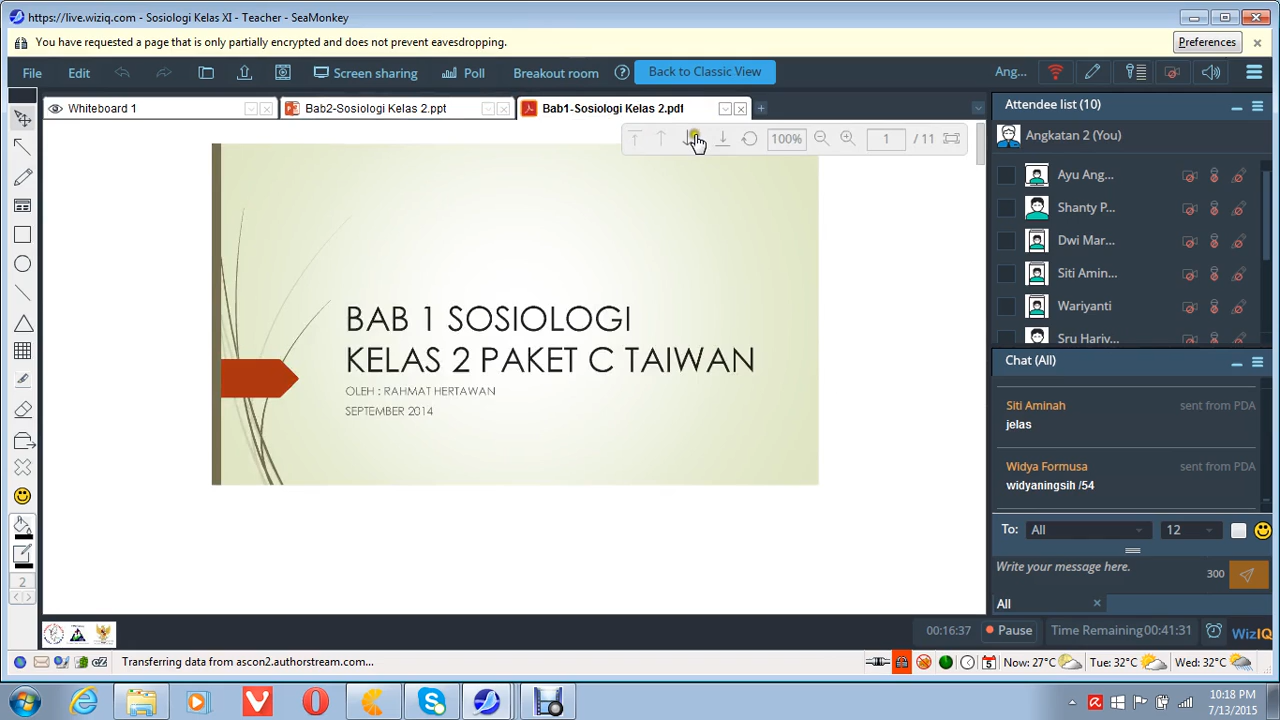 https://live.wiziq.com - Sosiologi Kelas XI - Teacher - SeaMonkey
You have requested a page that is only partially encrypted and does not prevent eavesdropping.
Preferences
File Edit Screen sharing Poll Breakout room Back to Classic View Ang...
Whiteboard 1
Bab2-Sosiologi Kelas 2.ppt
Bab1-Sosiologi Kelas 2.pdf
100% 1 / 11
BAB 1 SOSIOLOGI
KELAS 2 PAKET C TAIWAN
OLEH : RAHMAT HERTAWAN
SEPTEMBER 2014
2
Attendee list (10)
Angkatan 2 (You)
Ayu Ang...
Shanty P...
Dwi Mar...
Siti Amin...
Wariyanti
Sru Hariy...
Chat (All)
Siti Aminah sent from PDA
jelas
Widya Formusa sent from PDA
widyaningsih /54
To: All 12
Write your message here. 300
All
00:16:37 Pause Time Remaining 00:41:31 WizIQ
Transferring data from ascon2.authorstream.com...
Now: 27°C Tue: 32°C Wed: 32°C
10:18 PM
7/13/2015